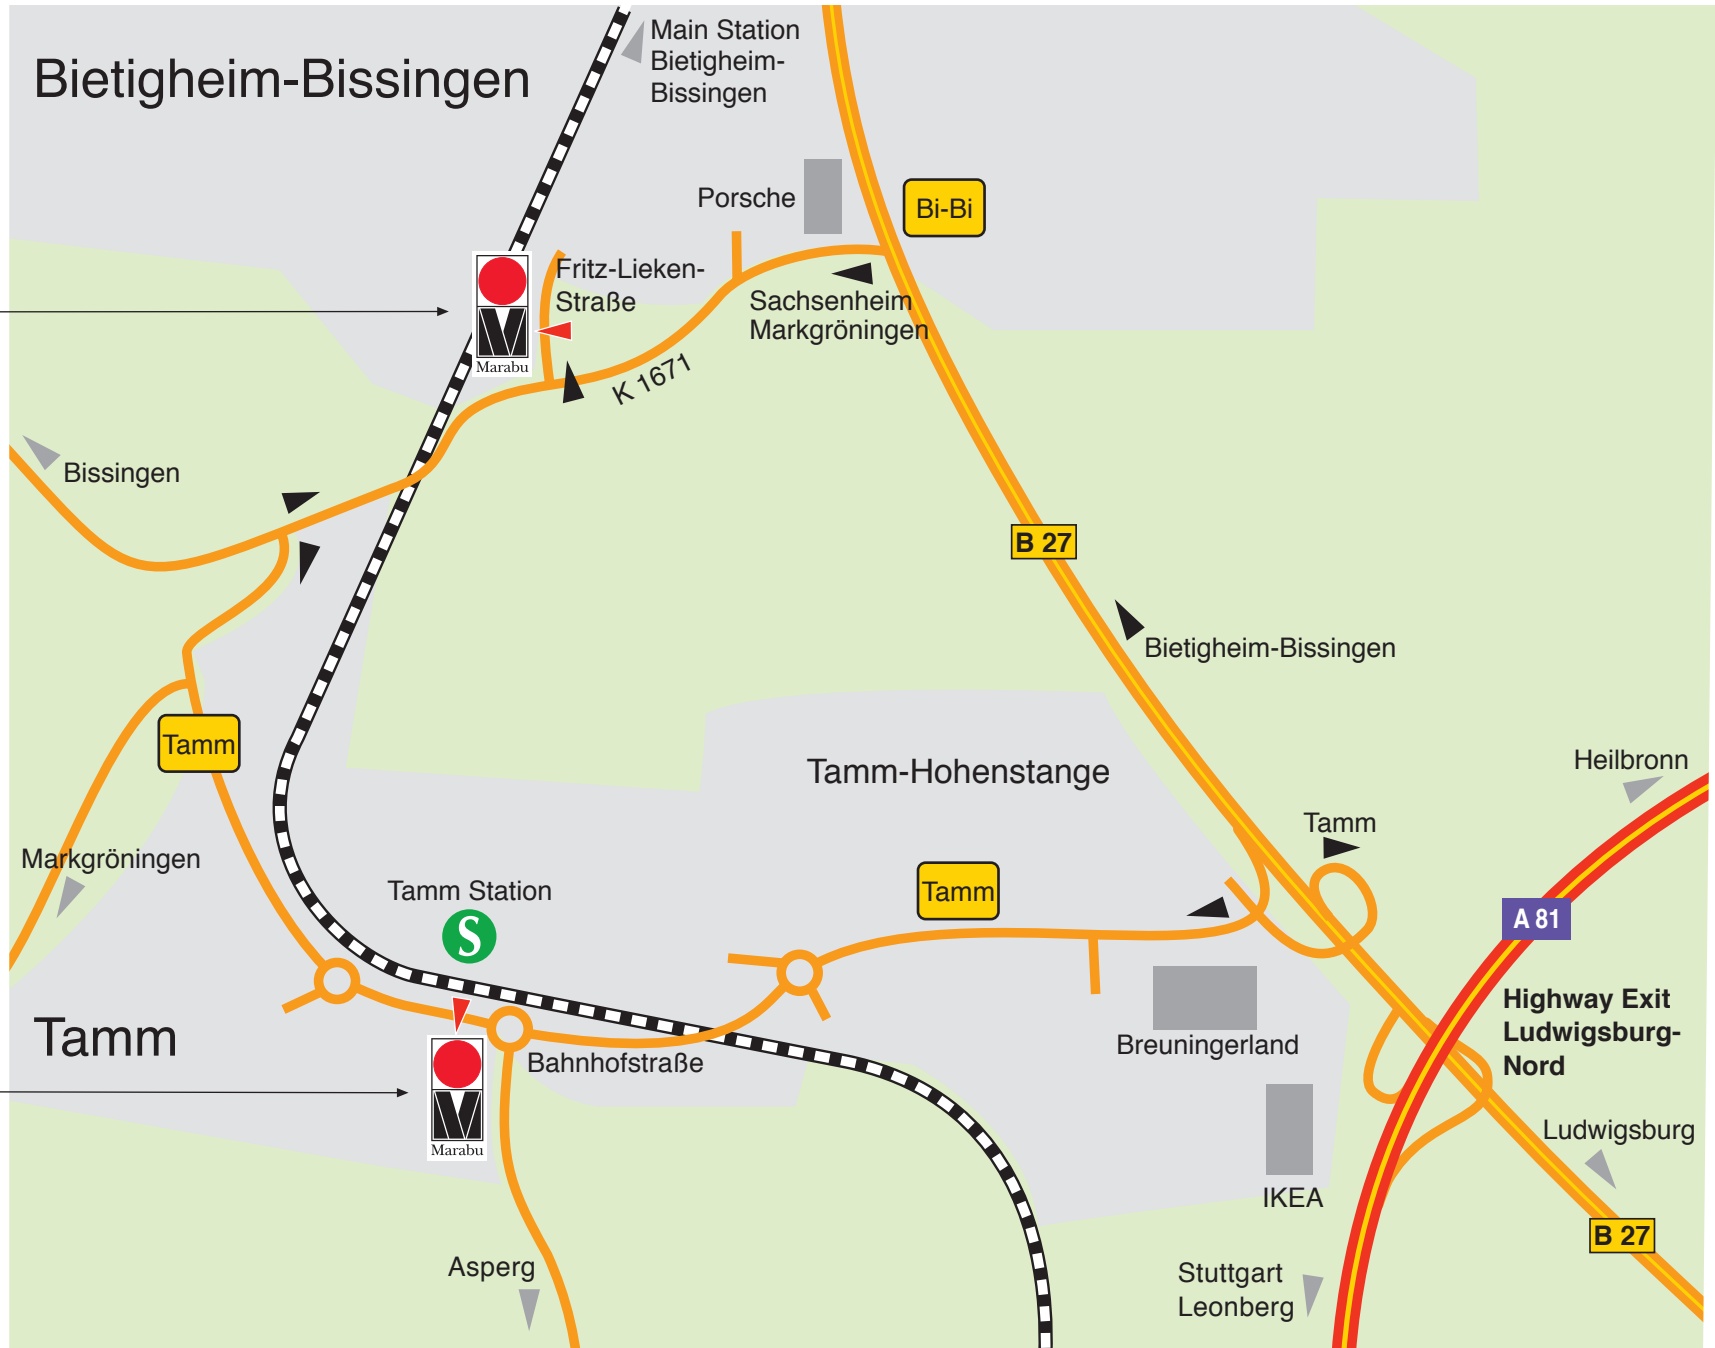 Main Station
Bietigheim-
Bissingen
Bietigheim-Bissingen
Porsche
Bi-Bi
Fritz-Lieken-
Straße
Sachsenheim
Markgröningen
Marabu
K 1671
Bissingen
B 27
Bietigheim-Bissingen
Tamm
Tamm-Hohenstange
Heilbronn
Tamm
Markgröningen
Tamm Station
S
Tamm
A 81
Highway Exit
Ludwigsburg-
Nord
Tamm
Breuningerland
Bahnhofstraße
Marabu
Ludwigsburg
IKEA
B 27
Asperg
Stuttgart
Leonberg